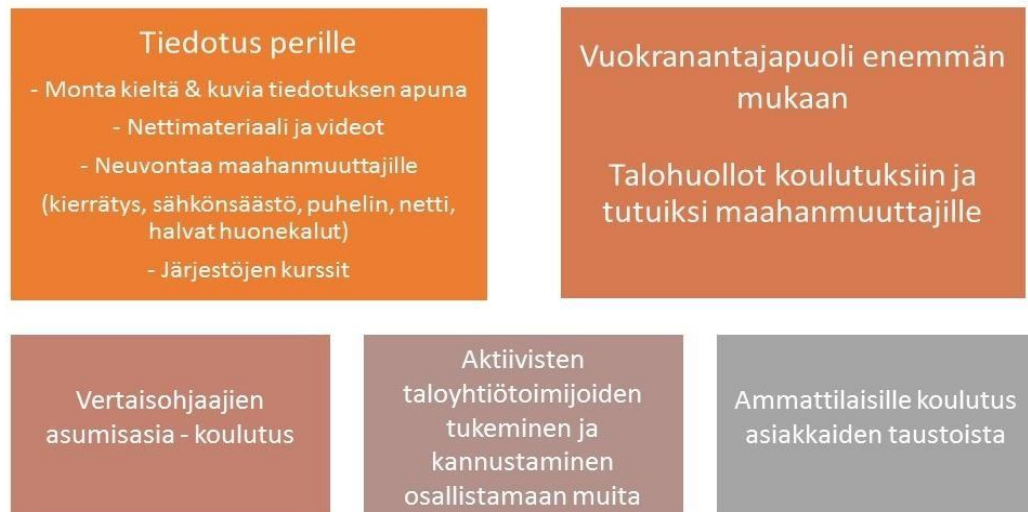 Tiedotus perille
- Monta kieltä & kuvia tiedotuksen apuna
- Nettimateriaali ja videot
- Neuvontaa maahanmuuttajille
(kierrätys, sähkönsäästö, puhelin, netti,
halvat huonekalut)
- Järjestöjen kurssit
Vuokranantajapuoli enemmän
mukaan
Talohuollot koulutuksiin ja
tutuiksi maahanmuuttajille
Vertaisohjaajien
asumisasia - koulutus
Aktiivisten
taloyhtiötoimijoiden
tukeminen ja
kannustaminen
osallistamaan muita
Ammattilaisille koulutus
asiakkaiden taustoista